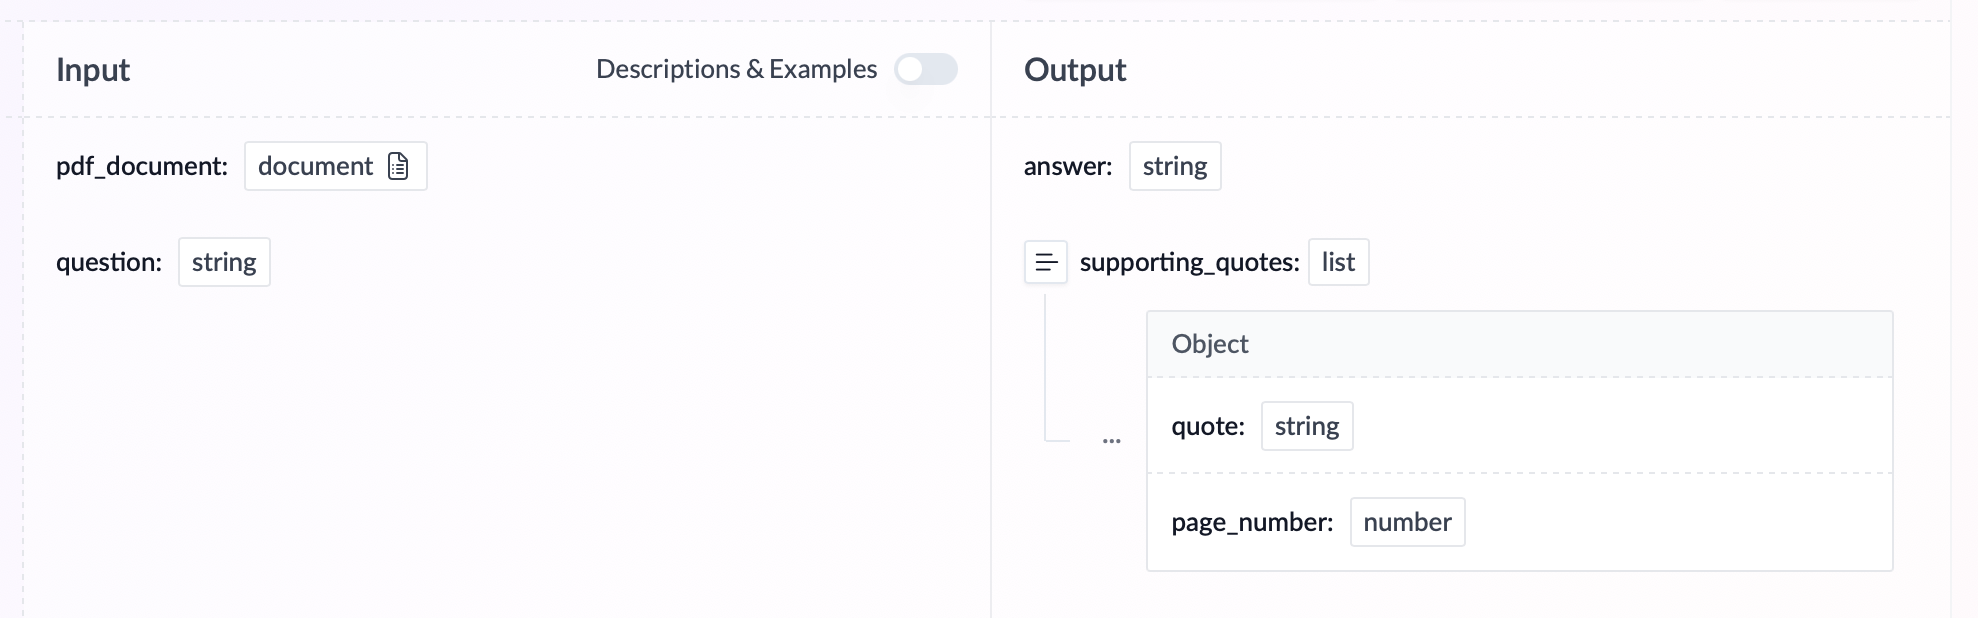 Input
Descriptions & Examples
pdf_document: document
question: string
Output
answer: string
supporting_quotes: list
...
Object
quote: string
page_number: number